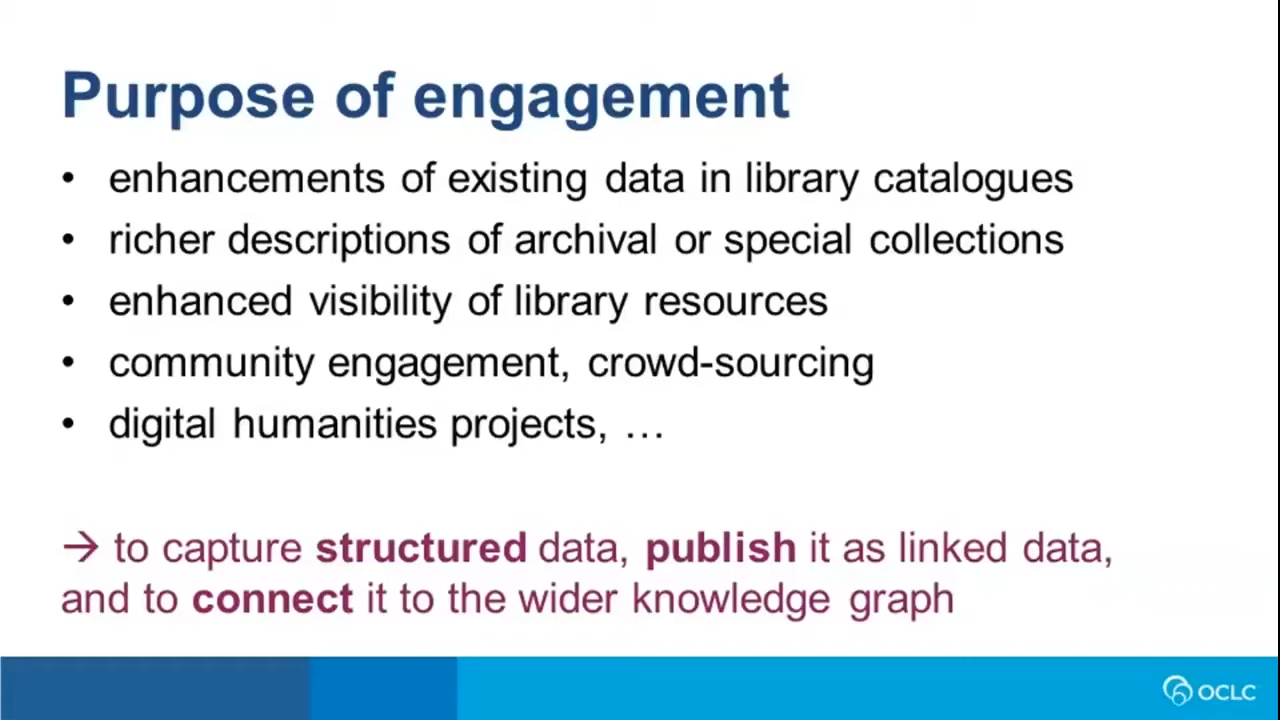 Purpose of engagement
• enhancements of existing data in library catalogues
• richer descriptions of archival or special collections
• enhanced visibility of library resources
• community engagement, crowd-sourcing
• digital humanities projects, …
→ to capture structured data, publish it as linked data,
and to connect it to the wider knowledge graph
OCLC